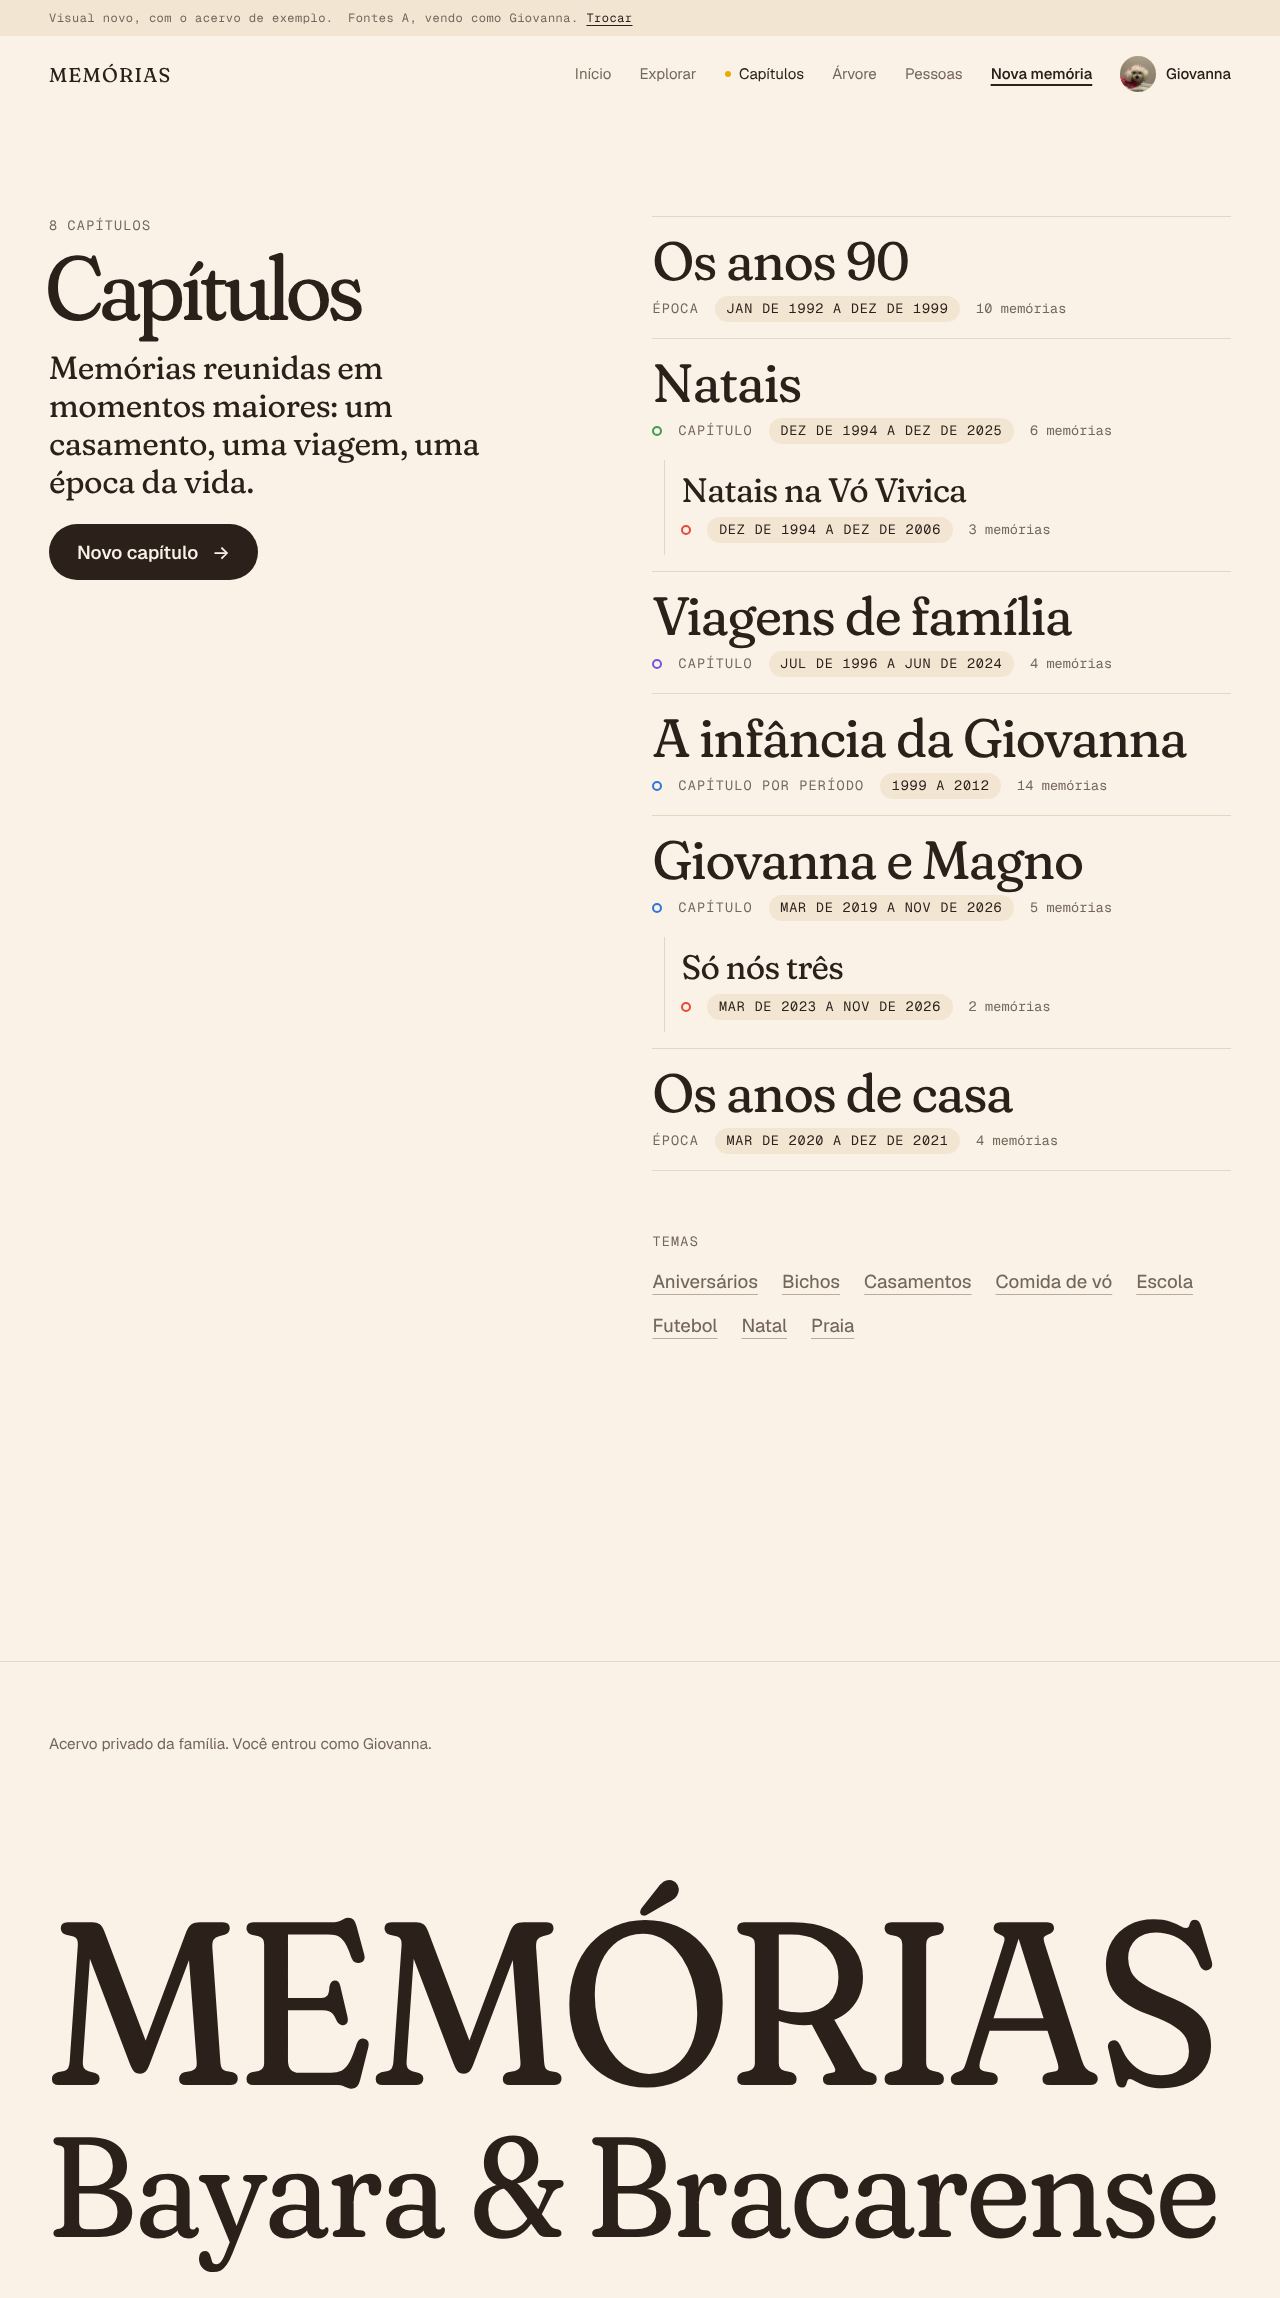 Visual novo, com o acervo de exemplo. Fontes A, vendo como Giovanna. Trocar
MEMÓRIAS
Início Explorar Capítulos Árvore Pessoas Nova memória Giovanna
8 CAPÍTULOS
Capítulos
Memórias reunidas em
momentos maiores: um
casamento, uma viagem, uma
época da vida.
Novo capítulo →
Os anos 90
ÉPOCA JAN DE 1992 A DEZ DE 1999 10 memórias
Natais
CAPÍTULO DEZ DE 1994 A DEZ DE 2025 6 memórias
Natais na Vó Vivica
DEZ DE 1994 A DEZ DE 2006 3 memórias
Viagens de família
CAPÍTULO JUL DE 1996 A JUN DE 2024 4 memórias
A infância da Giovanna
CAPÍTULO POR PERÍODO 1999 A 2012 14 memórias
Giovanna e Magno
CAPÍTULO MAR DE 2019 A NOV DE 2026 5 memórias
Só nós três
MAR DE 2023 A NOV DE 2026 2 memórias
Os anos de casa
ÉPOCA MAR DE 2020 A DEZ DE 2021 4 memórias
TEMAS
Aniversários Bichos Casamentos Comida de vó Escola
Futebol Natal Praia
Acervo privado da família. Você entrou como Giovanna.
MEMÓRIAS
Bayara & Bracarense